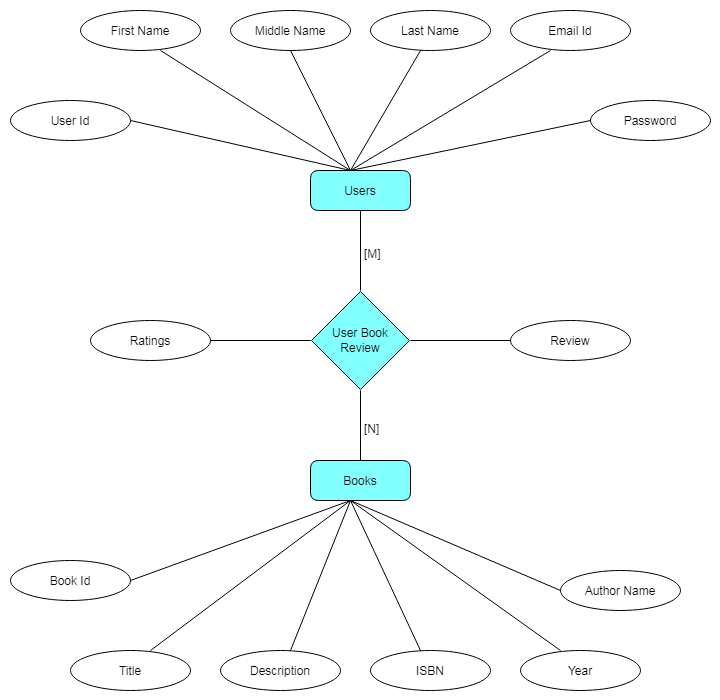 First Name
Middle Name
Last Name
Email Id
User Id
Password
Users
[M]
Ratings
User Book
Review
Review
[N]
Books
Book Id
Author Name
Title
Description
ISBN
Year